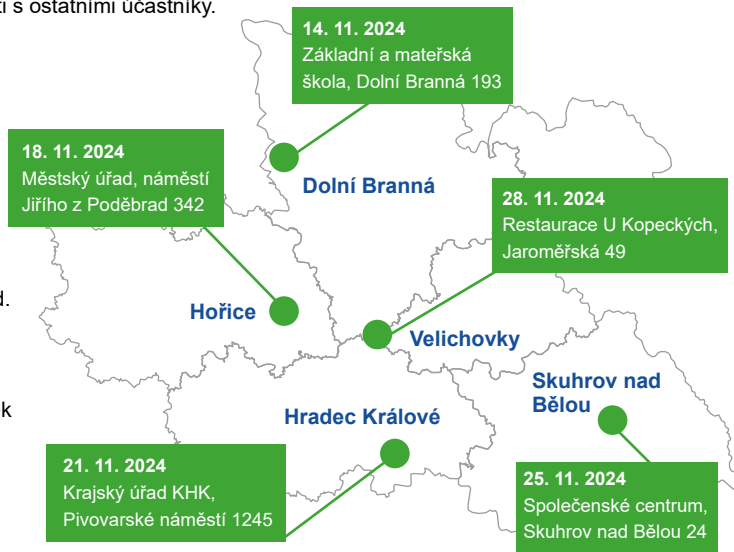 i s ostatními účastníky.
14. 11. 2024
Základní a mateřská
škola, Dolní Branná 193
18. 11. 2024
Městský úřad, náměstí
Jiřího z Poděbrad 342
Dolní Branná
28. 11. 2024
Restaurace U Kopeckých,
Jaroměřská 49
d.
Hořice
Velichovky
Skuhrov nad
Bělou
ek
Hradec Králové
21. 11. 2024
Krajský úřad KHK,
Pivovarské náměstí 1245
25. 11. 2024
Společenské centrum,
Skuhrov nad Bělou 24